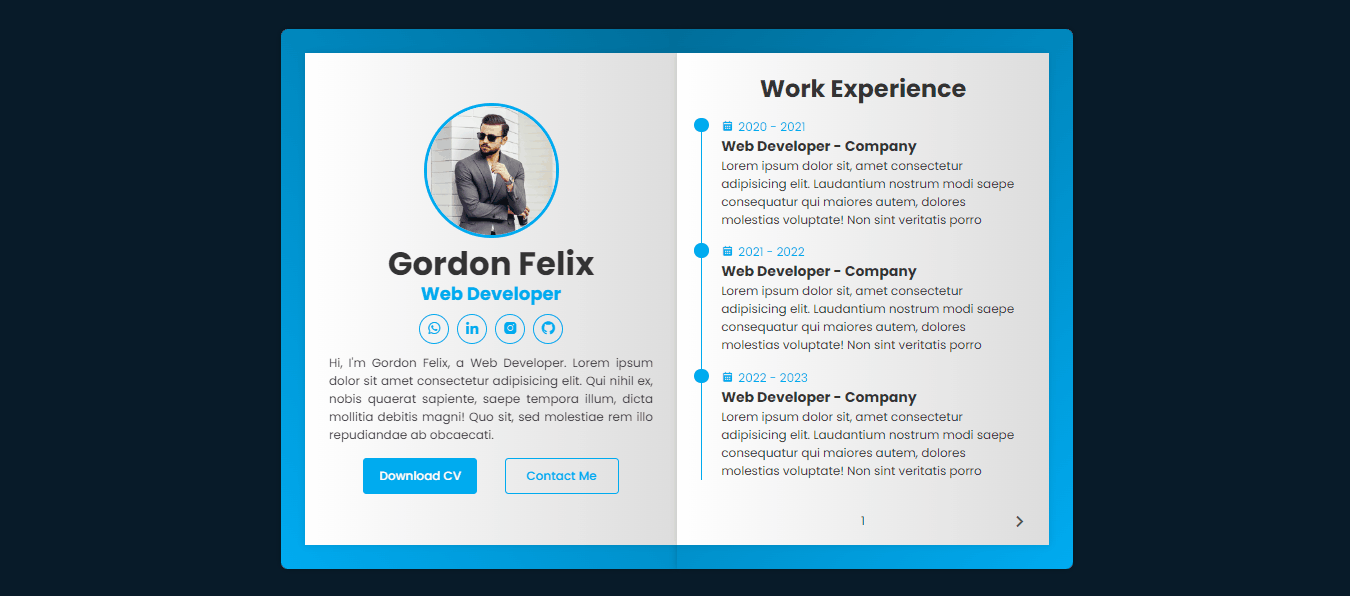 Gordon Felix
Web Developer
in
Hi, I'm Gordon Felix, a Web Developer. Lorem ipsum
dolor sit amet consectetur adipisicing elit. Qui nihil ex,
nobis quaerat sapiente, saepe tempora illum, dicta
mollitia debitis magni! Quo sit, sed molestiae rem illo
repudiandae ab obcaecati.
Download CV
Contact Me
Work Experience
2020 - 2021
Web Developer - Company
Lorem ipsum dolor sit, amet consectetur
adipisicing elit. Laudantium nostrum modi saepe
consequatur qui maiores autem, dolores
molestias voluptate! Non sint veritatis porro
2021 - 2022
Web Developer - Company
Lorem ipsum dolor sit, amet consectetur
adipisicing elit. Laudantium nostrum modi saepe
consequatur qui maiores autem, dolores
molestias voluptate! Non sint veritatis porro
2022 - 2023
Web Developer - Company
Lorem ipsum dolor sit, amet consectetur
adipisicing elit. Laudantium nostrum modi saepe
consequatur qui maiores autem, dolores
molestias voluptate! Non sint veritatis porro
1